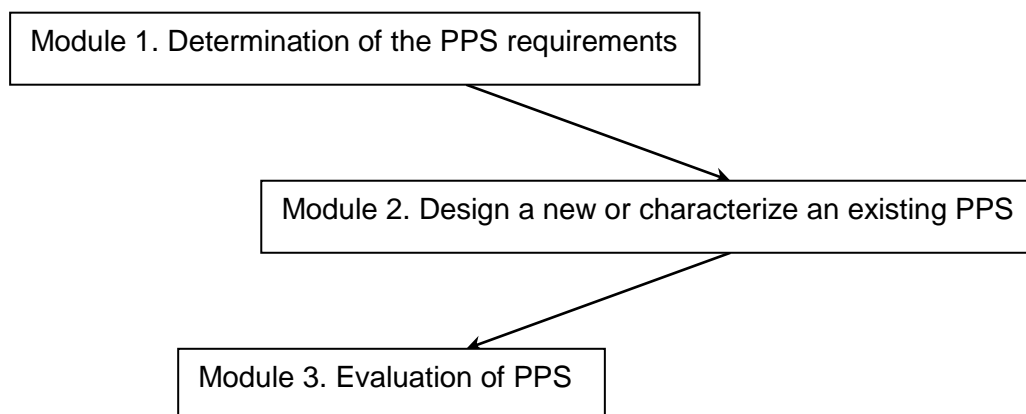 Module 1. Determination of the PPS requirements
Module 2. Design a new or characterize an existing PPS
Module 3. Evaluation of PPS